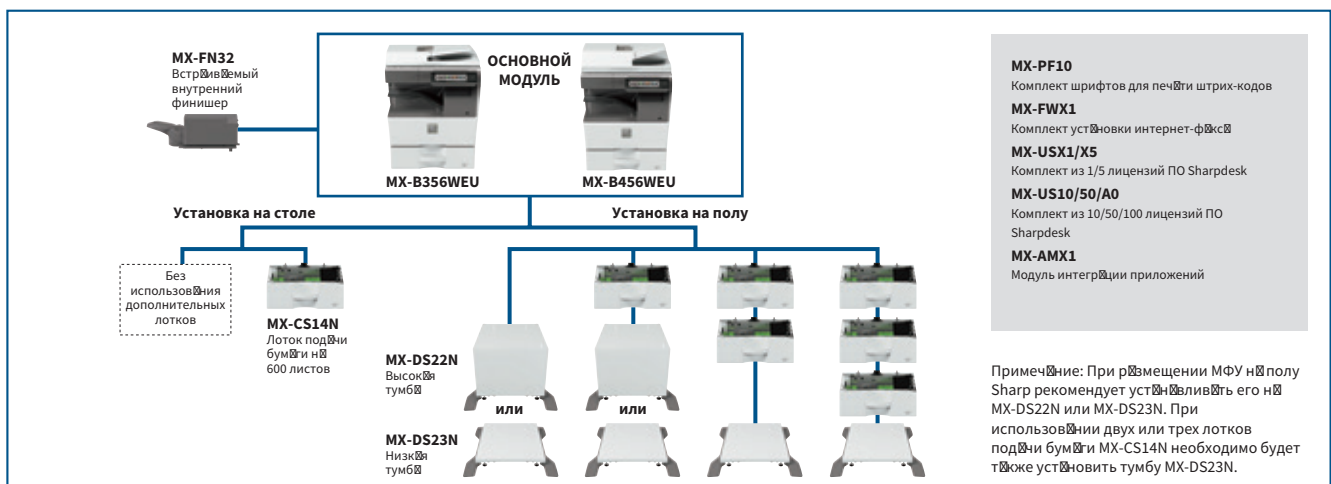 MX-FN32
Встр⊠ив⊠емый
внутренний
финишер
ОСНОВНОЙ
МОДУЛЬ
MX-B356WEU
MX-B456WEU
Установка на столе
Установка на полу
Без
использов⊠ния
дополнительных
лотков
MX-CS14N
Лоток под⊠чи
бум⊠ги н⊠
600 листов
MX-DS22N
Высок⊠я
тумб⊠
или
или
MX-DS23N
Низк⊠я
тумб⊠
MX-PF10
Комплект шрифтов для печ⊠ти штрих-кодов
MX-FWX1
Комплект уст⊠новки интернет-ф⊠кс⊠
MX-USX1/X5
Комплект из 1/5 лицензий ПО Sharpdesk
MX-US10/50/A0
Комплект из 10/50/100 лицензий ПО
Sharpdesk
MX-AMX1
Модуль интегр⊠ции приложений
Примеч⊠ние: При р⊠змещении МФУ н⊠ полу
Sharp рекомендует уст⊠н⊠влив⊠ть его н⊠
MX-DS22N или MX-DS23N. При
использов⊠нии двух или трех лотков
под⊠чи бум⊠ги MX-CS14N необходимо будет
т⊠кже уст⊠новить тумбу MX-DS23N.